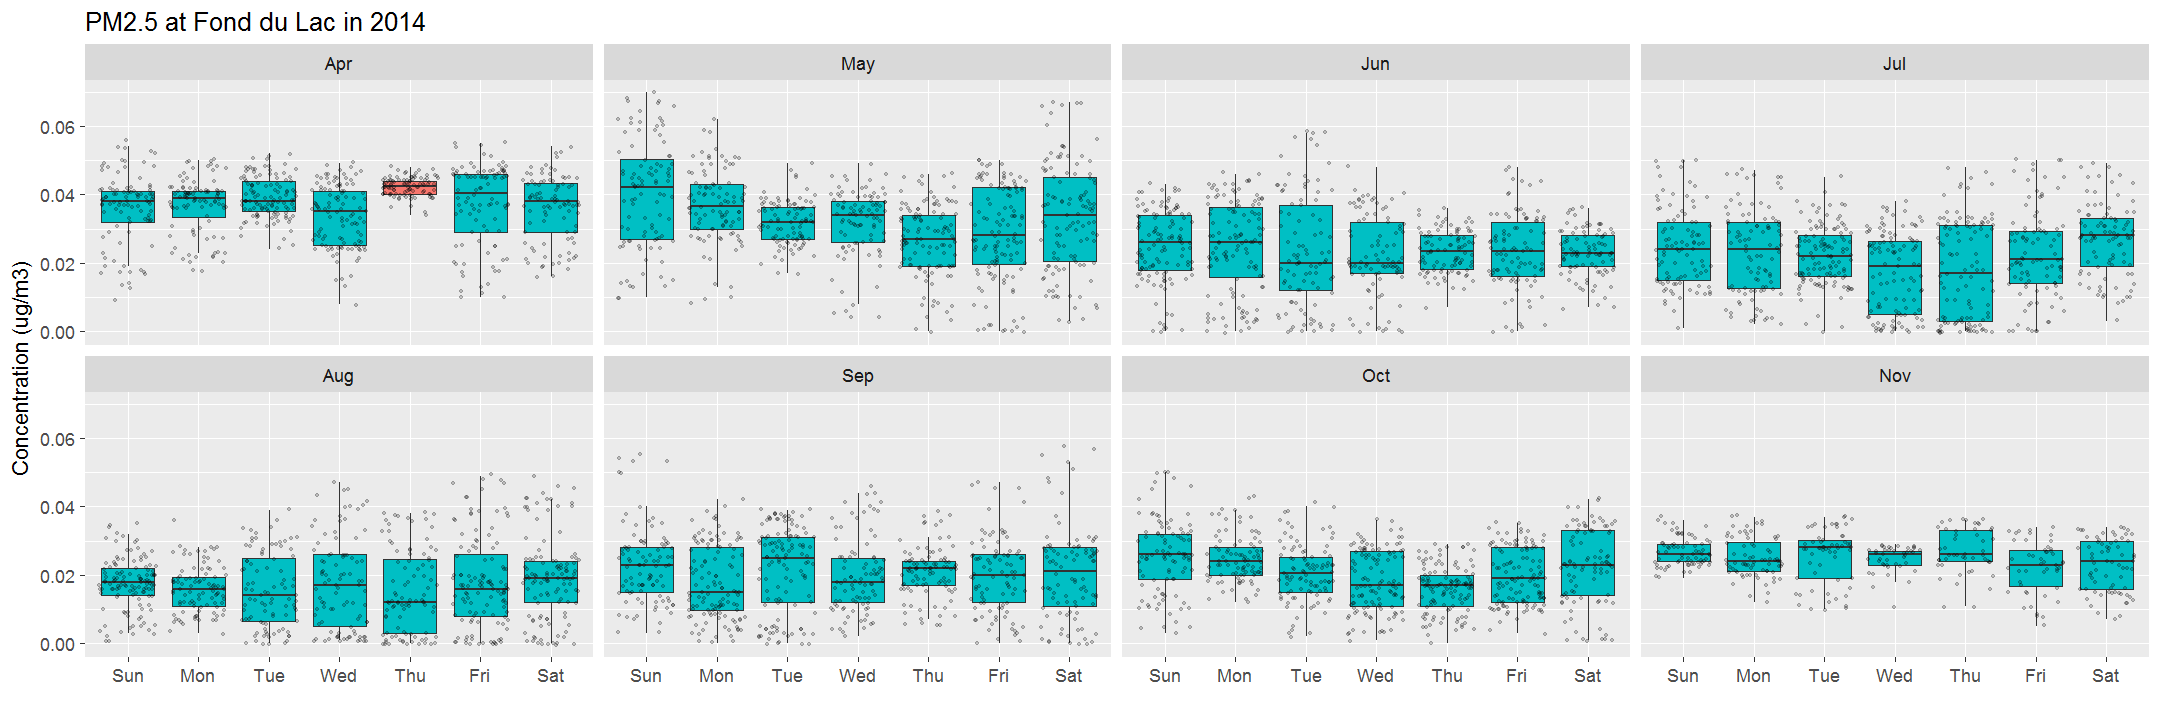 PM2.5 at Fond du Lac in 2014
Apr May Jun Jul
0.06
0.04
0.02
0.00
Aug Sep Oct Nov
0.06
0.04
0.02
0.00
Concentration (ug/m3)
Sun Mon Tue Wed Thu Fri Sat Sun Mon Tue Wed Thu Fri Sat Sun Mon Tue Wed Thu Fri Sat Sun Mon Tue Wed Thu Fri Sat